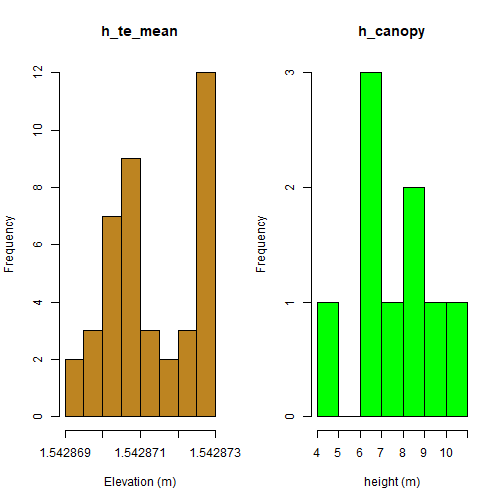 h_te_mean
Frequency
0 2 4 6 8 10 12
1.542869 1.542871 1.542873
Elevation (m)
h_canopy
Frequency
0 1 2 3
4 5 6 7 8 9 10
height (m)